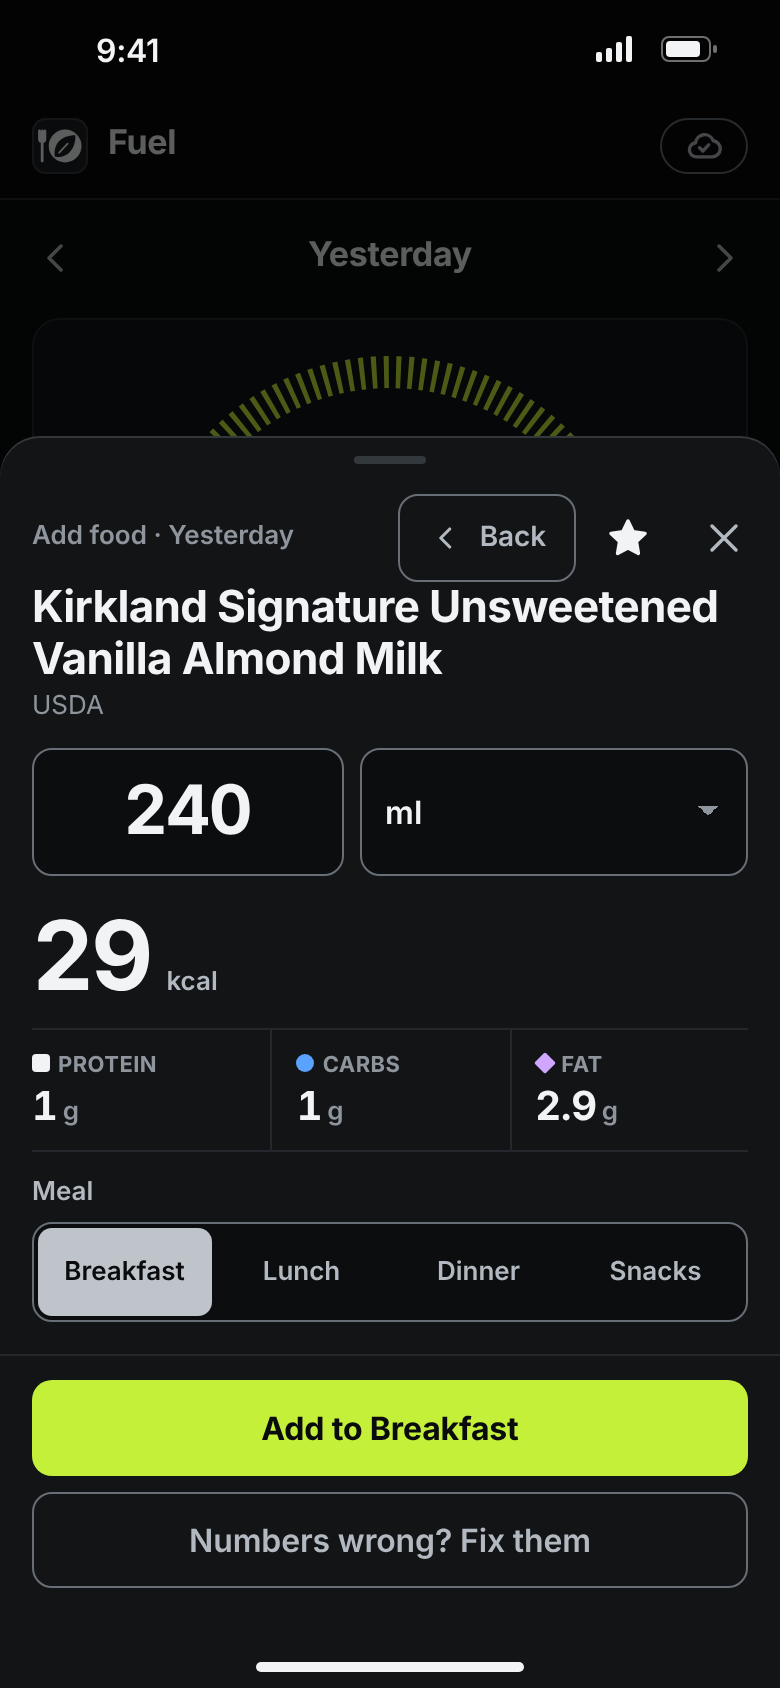 9:41
Fuel
Yesterday
Add food · Yesterday
Back
Kirkland Signature Unsweetened
Vanilla Almond Milk
USDA
240
ml
29 kcal
PROTEIN
1 g
CARBS
1 g
FAT
2.9 g
Meal
Breakfast
Lunch
Dinner
Snacks
Add to Breakfast
Numbers wrong? Fix them